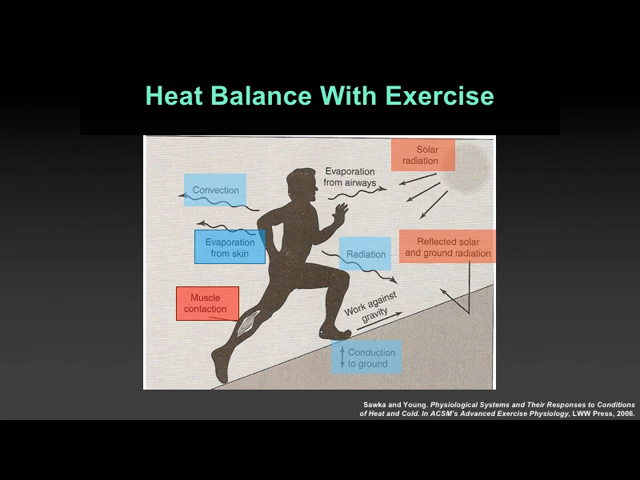 Heat Balance With Exercise
Solar
radiation
Evaporation
from airways
Convection
Evaporation
from skin
Radiation
Reflected solar
and ground radiation
Muscle
contaction
Work against
gravity
Conduction
to ground
Sawka and Young. Physiological Systems and Their Responses to Conditions
of Heat and Cold. In ACSM's Advanced Exercise Physiology, LWW Press, 2006.